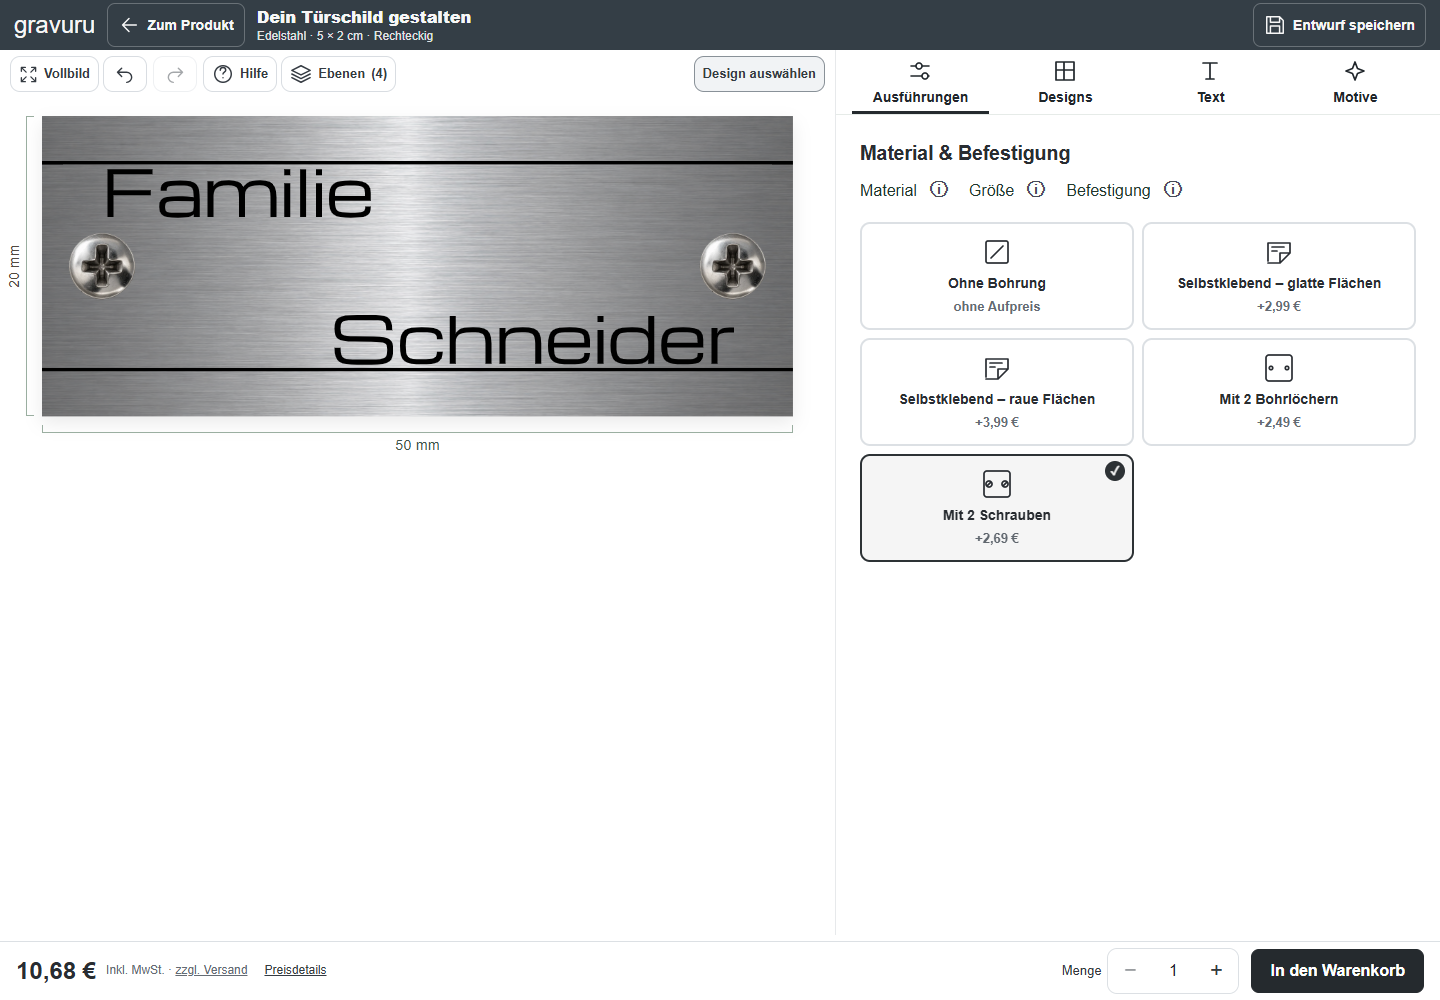 gravuru
Zum Produkt
Dein Türschild gestalten
Edelstahl · 5 × 2 cm · Rechteckig
Entwurf speichern
Vollbild
Hilfe
Ebenen (4)
Design auswählen
Ausführungen
Designs
Text
Motive
20 mm
Familie
Schneider
50 mm
Material & Befestigung
Material
Größe
Befestigung
Ohne Bohrung
ohne Aufpreis
Selbstklebend – glatte Flächen
+2,99 €
Selbstklebend – raue Flächen
+3,99 €
Mit 2 Bohrlöchern
+2,49 €
Mit 2 Schrauben
+2,69 €
10,68 €
Inkl. MwSt. · zzgl. Versand
Preisdetails
Menge
− 1 +
In den Warenkorb